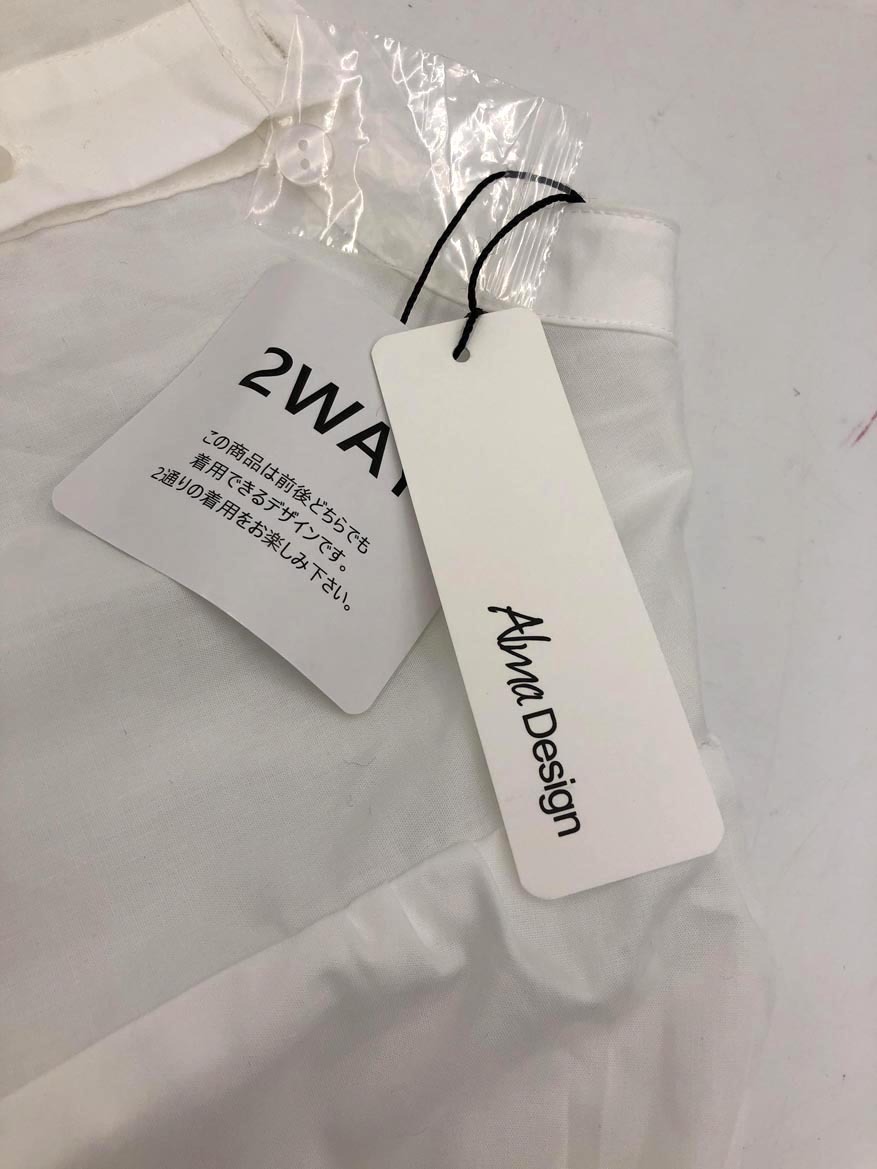 2WAY
この商品は前後どちらでも
着用できるデザインです。
2通りの着用をお楽しみ下さい。
Alma Design